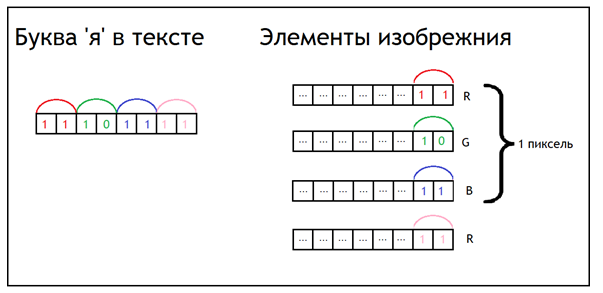 Буква 'я' в тексте
Элементы изобрежния
1 1 1 0 1 1 1 1
... ... ... ... ... ... 1 1 R
... ... ... ... ... ... 1 0 G
1 пиксель
... ... ... ... ... ... 1 1 B
... ... ... ... ... ... 1 1 R